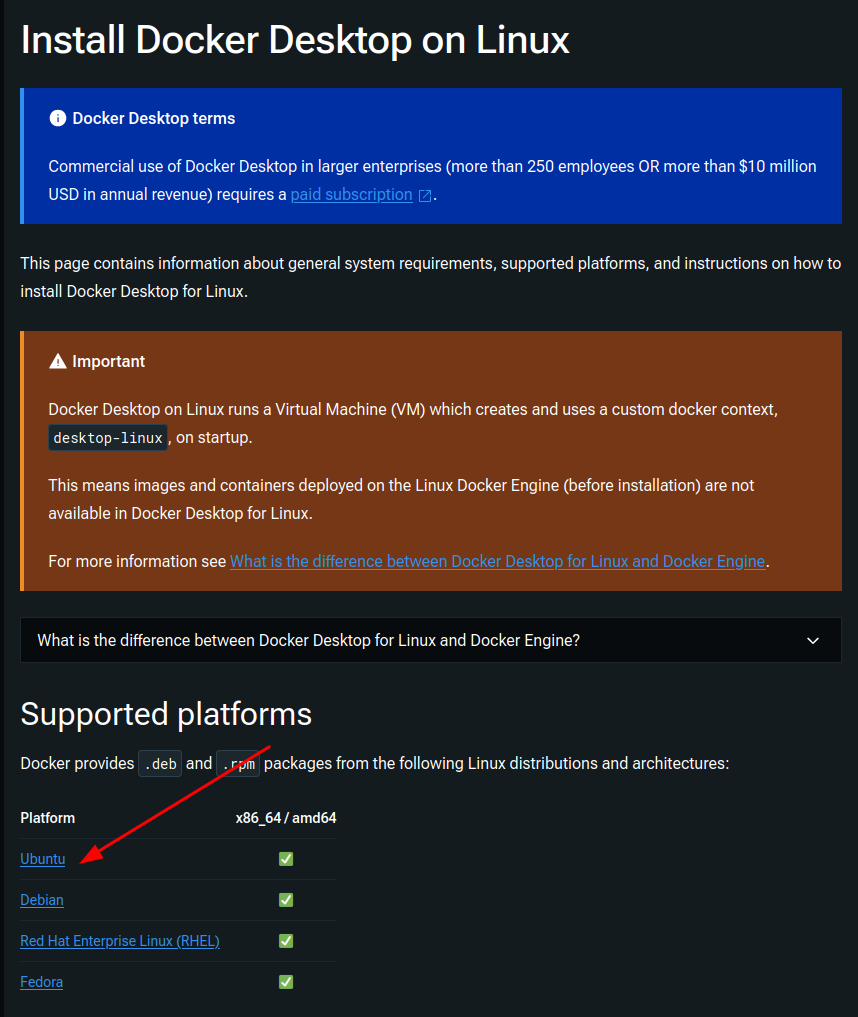 Install Docker Desktop on Linux
Docker Desktop terms
Commercial use of Docker Desktop in larger enterprises (more than 250 employees OR more than $10 million
USD in annual revenue) requires a paid subscription.
This page contains information about general system requirements, supported platforms, and instructions on how to
install Docker Desktop for Linux.
Important
Docker Desktop on Linux runs a Virtual Machine (VM) which creates and uses a custom docker context,
desktop-linux, on startup.
This means images and containers deployed on the Linux Docker Engine (before installation) are not
available in Docker Desktop for Linux.
For more information see What is the difference between Docker Desktop for Linux and Docker Engine.
What is the difference between Docker Desktop for Linux and Docker Engine?
Supported platforms
Docker provides .deb and .rpm packages from the following Linux distributions and architectures:
Platform x86_64 / amd64
Ubuntu ✅
Debian ✅
Red Hat Enterprise Linux (RHEL) ✅
Fedora ✅